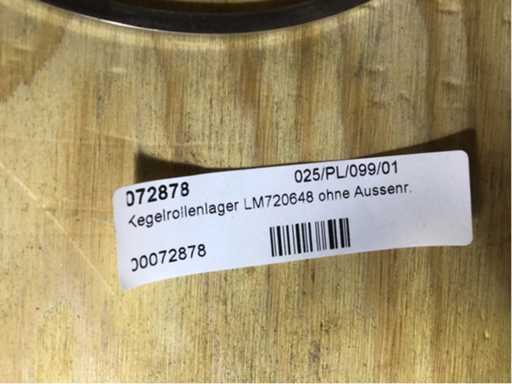 072878 025/PL/099/01
Kegelrollenlager LM720648 ohne Aussenr.
00072878